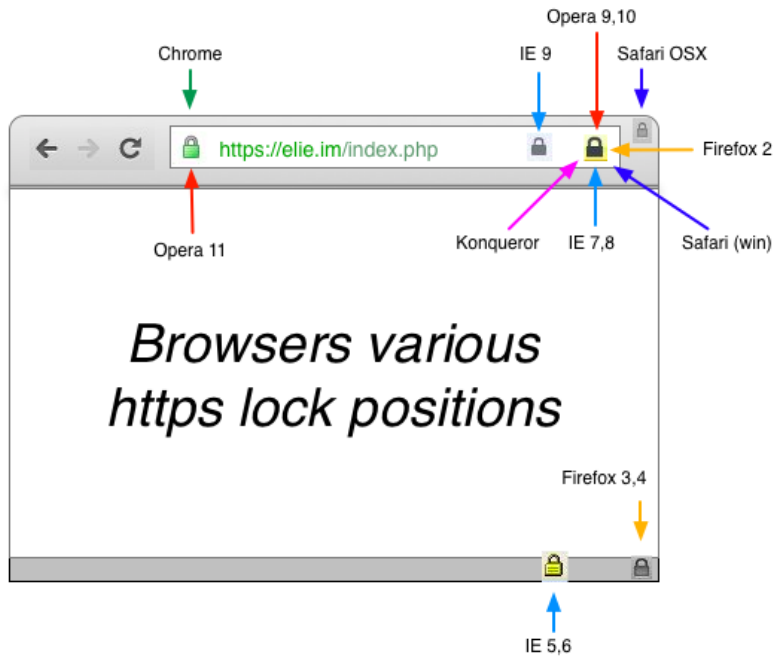 Opera 9,10
Chrome
IE 9
Safari OSX
https://elie.im/index.php
Firefox 2
Opera 11
Konqueror
IE 7,8
Safari (win)
Browsers various
https lock positions
Firefox 3,4
IE 5,6